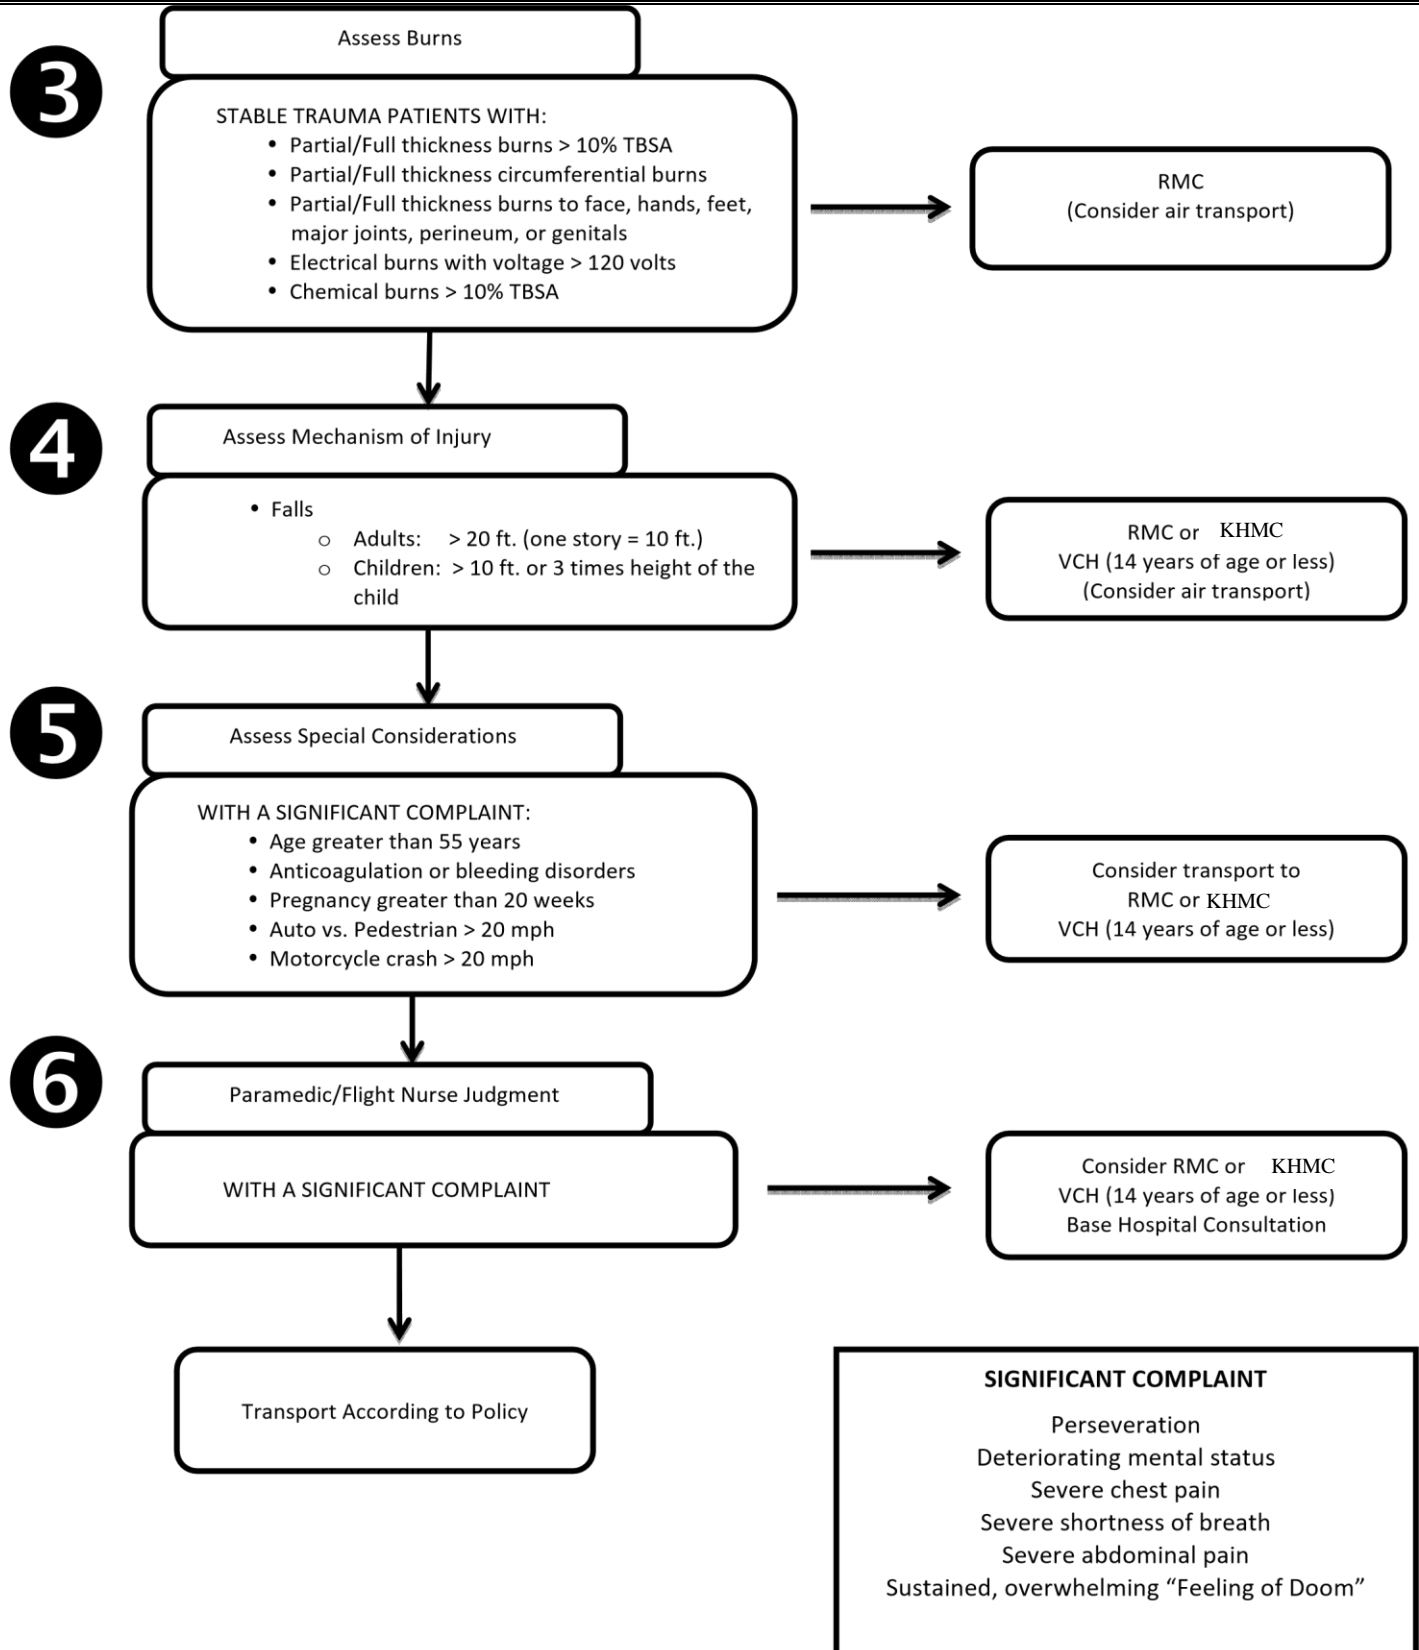 ❸
Assess Burns
STABLE TRAUMA PATIENTS WITH:
• Partial/Full thickness burns > 10% TBSA
• Partial/Full thickness circumferential burns
• Partial/Full thickness burns to face, hands, feet,
major joints, perineum, or genitals
• Electrical burns with voltage > 120 volts
• Chemical burns > 10% TBSA
RMC
(Consider air transport)
❹
Assess Mechanism of Injury
• Falls
o Adults: > 20 ft. (one story = 10 ft.)
o Children: > 10 ft. or 3 times height of the
child
RMC or KHMC
VCH (14 years of age or less)
(Consider air transport)
❺
Assess Special Considerations
WITH A SIGNIFICANT COMPLAINT:
• Age greater than 55 years
• Anticoagulation or bleeding disorders
• Pregnancy greater than 20 weeks
• Auto vs. Pedestrian > 20 mph
• Motorcycle crash > 20 mph
Consider transport to
RMC or KHMC
VCH (14 years of age or less)
❻
Paramedic/Flight Nurse Judgment
WITH A SIGNIFICANT COMPLAINT
Consider RMC or KHMC
VCH (14 years of age or less)
Base Hospital Consultation
Transport According to Policy
SIGNIFICANT COMPLAINT
Perseveration
Deteriorating mental status
Severe chest pain
Severe shortness of breath
Severe abdominal pain
Sustained, overwhelming “Feeling of Doom”